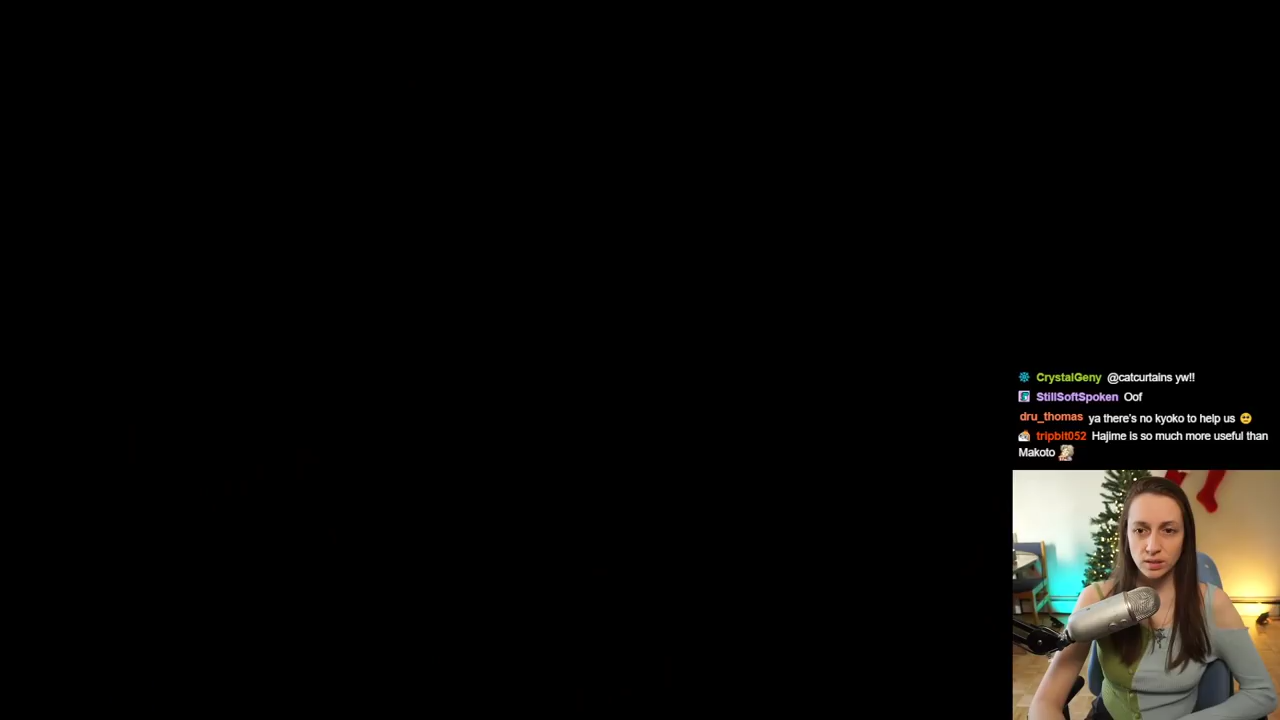 CrystalGeny @catcurtains yw!!
StillSoftSpoken Oof
dru_thomas ya there's no kyoko to help us 🥺
tripbit052 Hajime is so much more useful than
Makoto